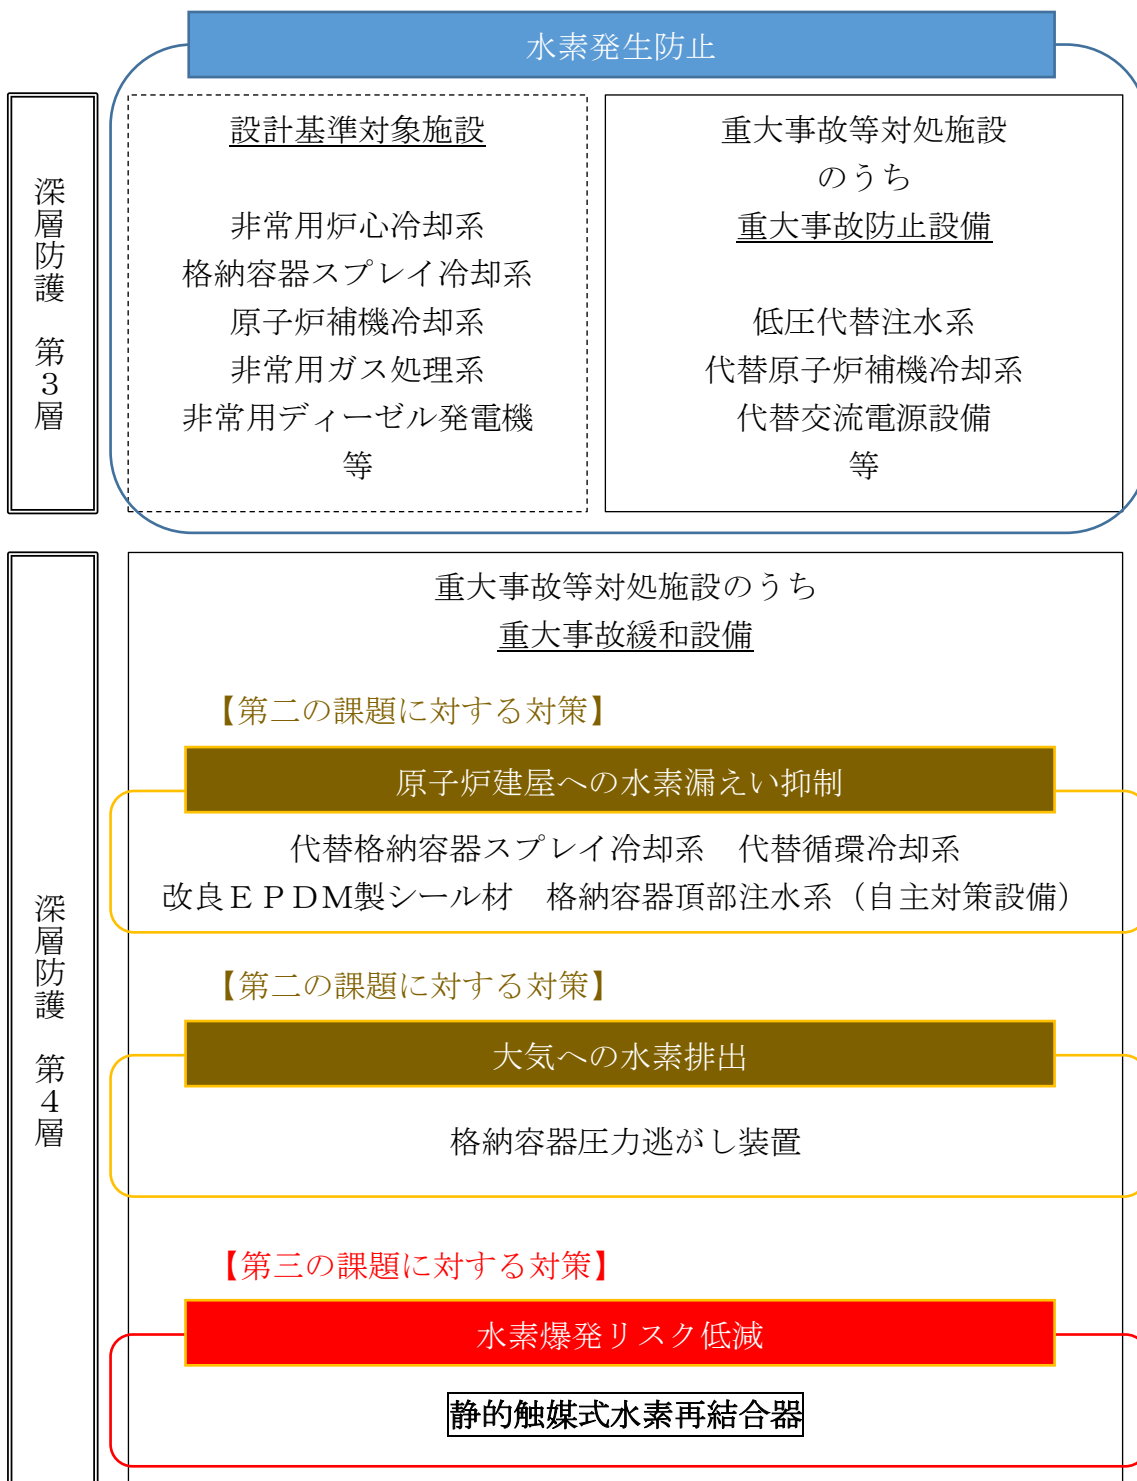 水素発生防止
深層防護　第３層
設計基準対象施設
非常用炉心冷却系
格納容器スプレイ冷却系
原子炉補機冷却系
非常用ガス処理系
非常用ディーゼル発電機
等
重大事故等対処施設
のうち
重大事故防止設備
低圧代替注水系
代替原子炉補機冷却系
代替交流電源設備
等
深層防護　第４層
重大事故等対処施設のうち
重大事故緩和設備
【第二の課題に対する対策】
原子炉建屋への水素漏えい抑制
代替格納容器スプレイ冷却系　代替循環冷却系
改良ＥＰＤＭ製シール材　格納容器頂部注水系（自主対策設備）
【第二の課題に対する対策】
大気への水素排出
格納容器圧力逃がし装置
【第三の課題に対する対策】
水素爆発リスク低減
静的触媒式水素再結合器